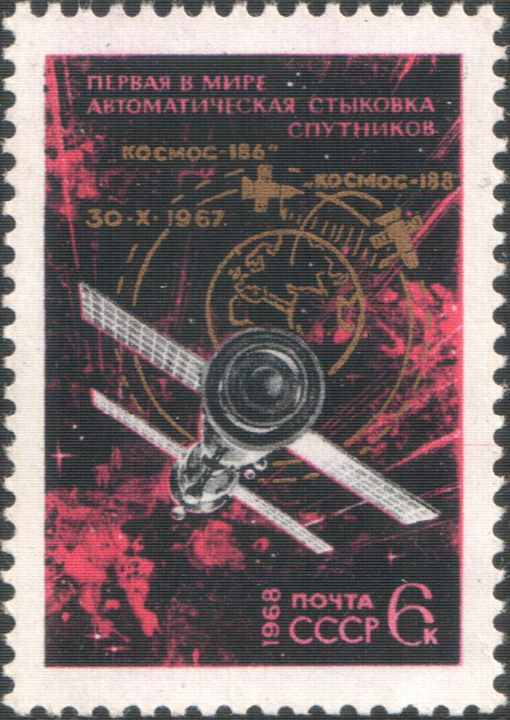 ПЕРВАЯ В МИРЕ
АВТОМАТИЧЕСКАЯ СТЫКОВКА
СПУТНИКОВ.
„КОСМОС-186"
„КОСМОС-188"
30·X·1967
1968
ПОЧТА
СССР 6К